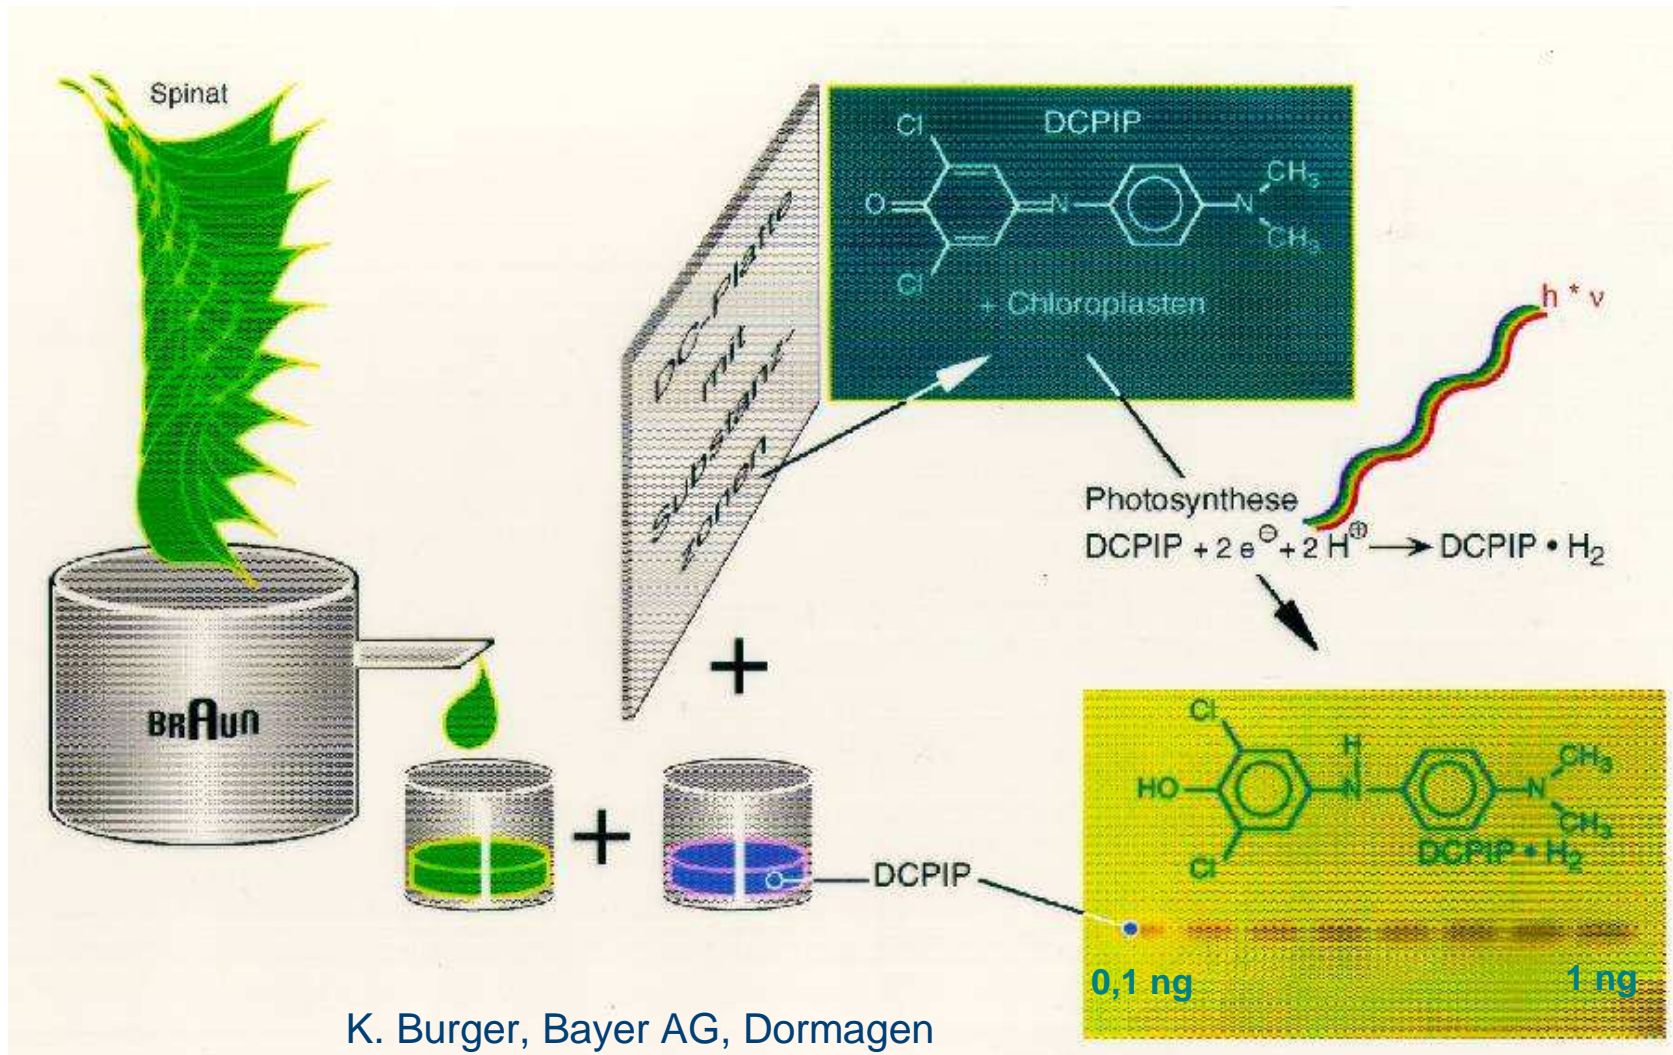 Spinat
BRAUN
DC-Platte
mit
Substanz-
zonen
Cl
DCPIP
CH3
O
N
N
CH3
Cl
+ Chloroplasten
h * ν
Photosynthese
DCPIP + 2 e⊖ + 2 H⊕ → DCPIP • H2
+
+
DCPIP
Cl
H
CH3
HO
N
N
CH3
Cl
DCPIP • H2
0,1 ng
1 ng
K. Burger, Bayer AG, Dormagen